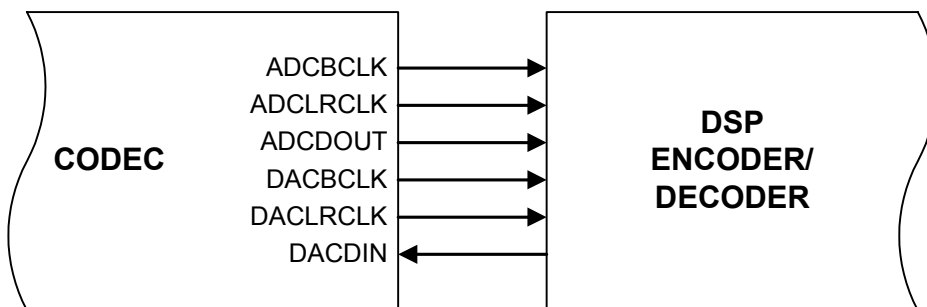 CODEC
ADCBCLK
ADCLRCLK
ADCDOUT
DACBCLK
DACLRCLK
DACDIN
DSP
ENCODER/
DECODER